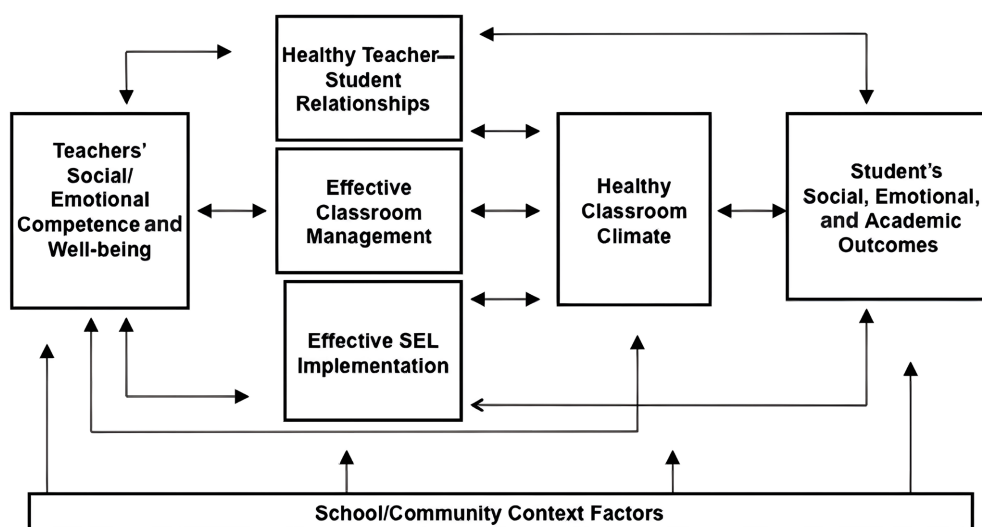 Healthy Teacher—
Student
Relationships
Teachers’
Social/
Emotional
Competence and
Well-being
Effective
Classroom
Management
Healthy
Classroom
Climate
Student’s
Social, Emotional,
and Academic
Outcomes
Effective SEL
Implementation
School/Community Context Factors